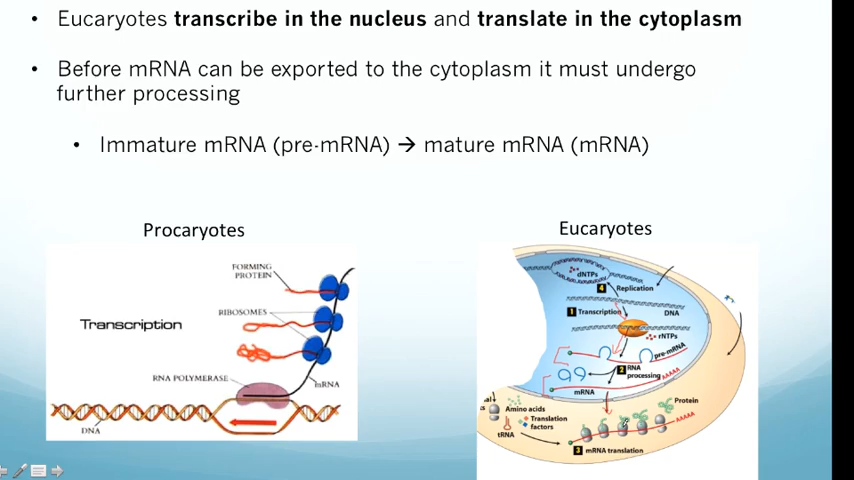 • Eucaryotes transcribe in the nucleus and translate in the cytoplasm
• Before mRNA can be exported to the cytoplasm it must undergo
further processing
• Immature mRNA (pre-mRNA) → mature mRNA (mRNA)
Procaryotes
FORMING
PROTEIN
Transcription
RIBOSOMES
RNA POLYMERASE
mRNA
DNA
Eucaryotes
dNTPs
4 Replication
1 Transcription
DNA
rNTPs
pre-mRNA
2 RNA
processing
AAAAA
mRNA
Amino acids
Protein
Translation
factors
AAAAA
tRNA
3 mRNA translation